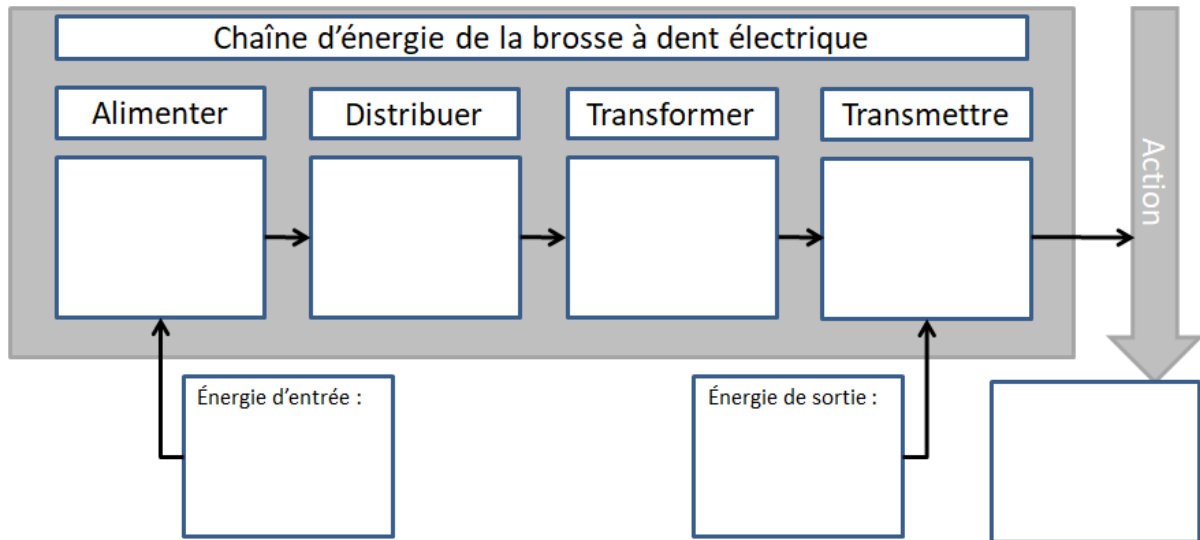 Chaîne d'énergie de la brosse à dent électrique
Alimenter
Distribuer
Transformer
Transmettre
Action
Énergie d'entrée :
Énergie de sortie :